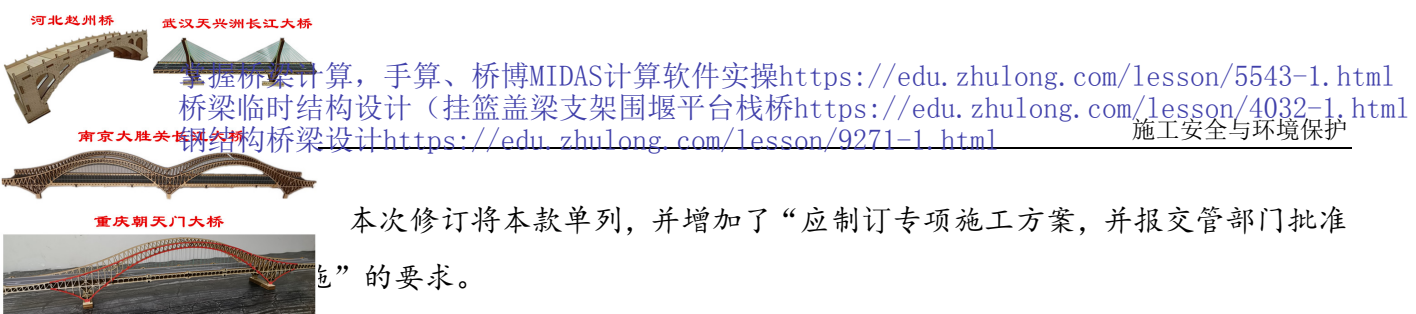 河北赵州桥
武汉天兴洲长江大桥
掌握桥梁计算，手算、桥博MIDAS计算软件实操https://edu.zhulong.com/lesson/5543-1.html
桥梁临时结构设计（挂篮盖梁支架围堰平台栈桥https://edu.zhulong.com/lesson/4032-1.html
南京大胜关长江大桥
钢结构桥梁设计https://edu.zhulong.com/lesson/9271-1.html
施工安全与环境保护
重庆朝天门大桥
本次修订将本款单列，并增加了“应制订专项施工方案，并报交管部门批准
”的要求。